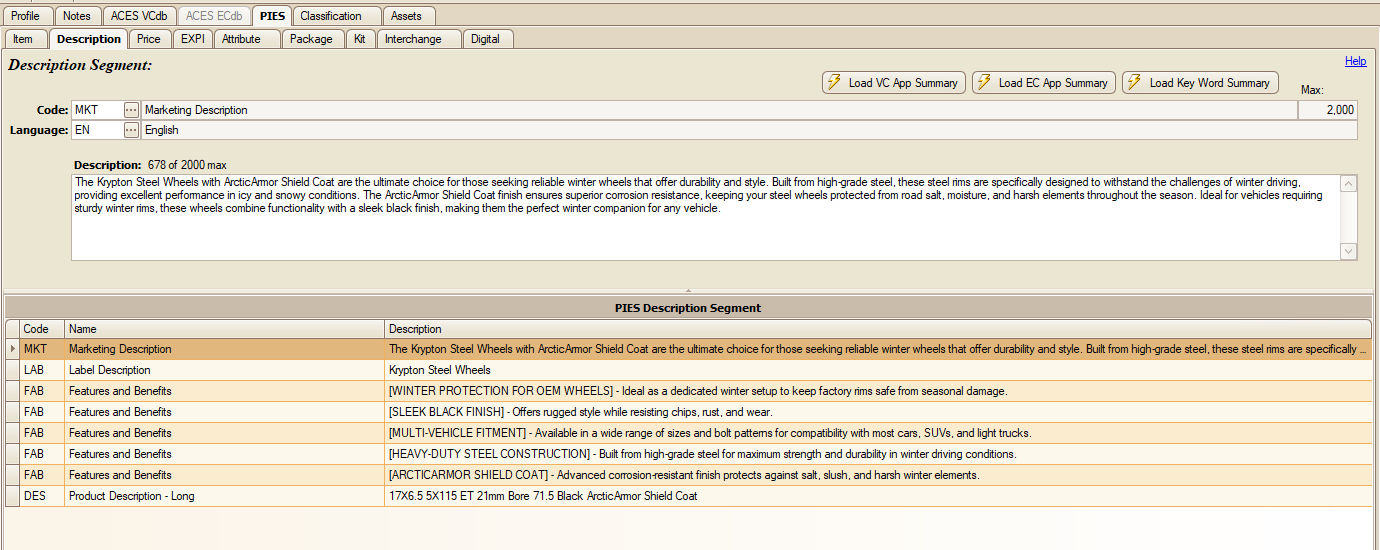 Profile Notes ACES VCdb ACES ECdb PIES Classification Assets
Item Description Price EXPI Attribute Package Kit Interchange Digital
Description Segment: Help
Load VC App Summary Load EC App Summary Load Key Word Summary Max:
Code: MKT ... Marketing Description 2,000
Language: EN ... English
Description: 678 of 2000 max
The Krypton Steel Wheels with ArcticArmor Shield Coat are the ultimate choice for those seeking reliable winter wheels that offer durability and style. Built from high-grade steel, these steel rims are specifically designed to withstand the challenges of winter driving,
providing excellent performance in icy and snowy conditions. The ArcticArmor Shield Coat finish ensures superior corrosion resistance, keeping your steel wheels protected from road salt, moisture, and harsh elements throughout the season. Ideal for vehicles requiring
sturdy winter rims, these wheels combine functionality with a sleek black finish, making them the perfect winter companion for any vehicle.
PIES Description Segment
Code Name Description
MKT Marketing Description The Krypton Steel Wheels with ArcticArmor Shield Coat are the ultimate choice for those seeking reliable winter wheels that offer durability and style. Built from high-grade steel, these steel rims are specifically ...
LAB Label Description Krypton Steel Wheels
FAB Features and Benefits [WINTER PROTECTION FOR OEM WHEELS] - Ideal as a dedicated winter setup to keep factory rims safe from seasonal damage.
FAB Features and Benefits [SLEEK BLACK FINISH] - Offers rugged style while resisting chips, rust, and wear.
FAB Features and Benefits [MULTI-VEHICLE FITMENT] - Available in a wide range of sizes and bolt patterns for compatibility with most cars, SUVs, and light trucks.
FAB Features and Benefits [HEAVY-DUTY STEEL CONSTRUCTION] - Built from high-grade steel for maximum strength and durability in winter driving conditions.
FAB Features and Benefits [ARCTICARMOR SHIELD COAT] - Advanced corrosion-resistant finish protects against salt, slush, and harsh winter elements.
DES Product Description - Long 17X6.5 5X115 ET 21mm Bore 71.5 Black ArcticArmor Shield Coat